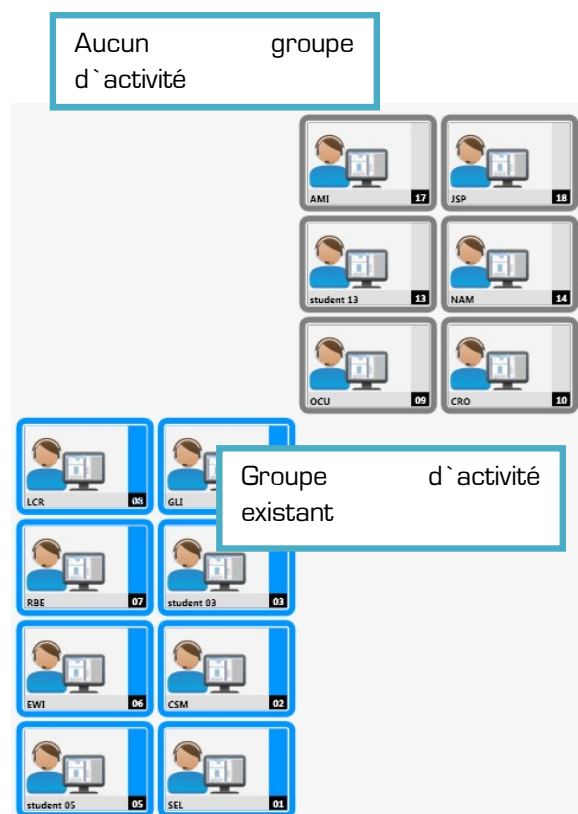 Aucun groupe
d`activité
AMI 17 JSP 18
student 13 13 NAM 14
OCU 09 CRO 10
LCR 08 GLI
Groupe d`activité
existant
RBE 07 student 03 03
EWI 06 CSM 02
student 05 05 SEL 01